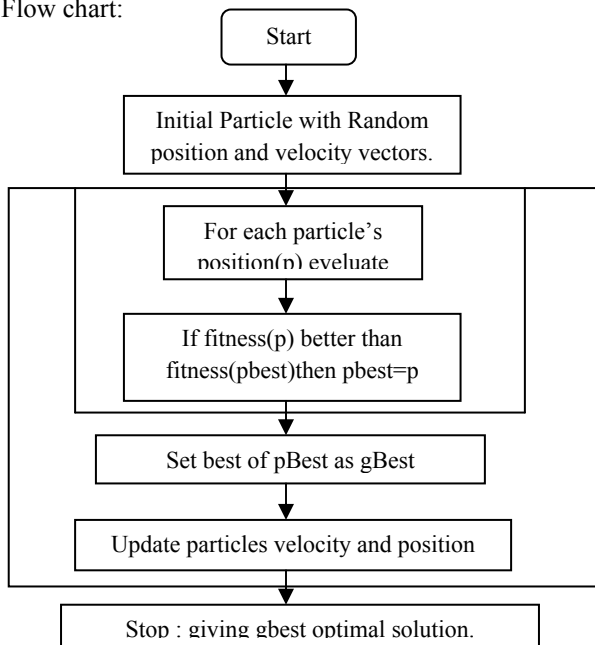 Flow chart:
Start
Initial Particle with Random
position and velocity vectors.
For each particle's
position(p) eveluate
If fitness(p) better than
fitness(pbest)then pbest=p
Set best of pBest as gBest
Update particles velocity and position
Stop : giving gbest optimal solution.